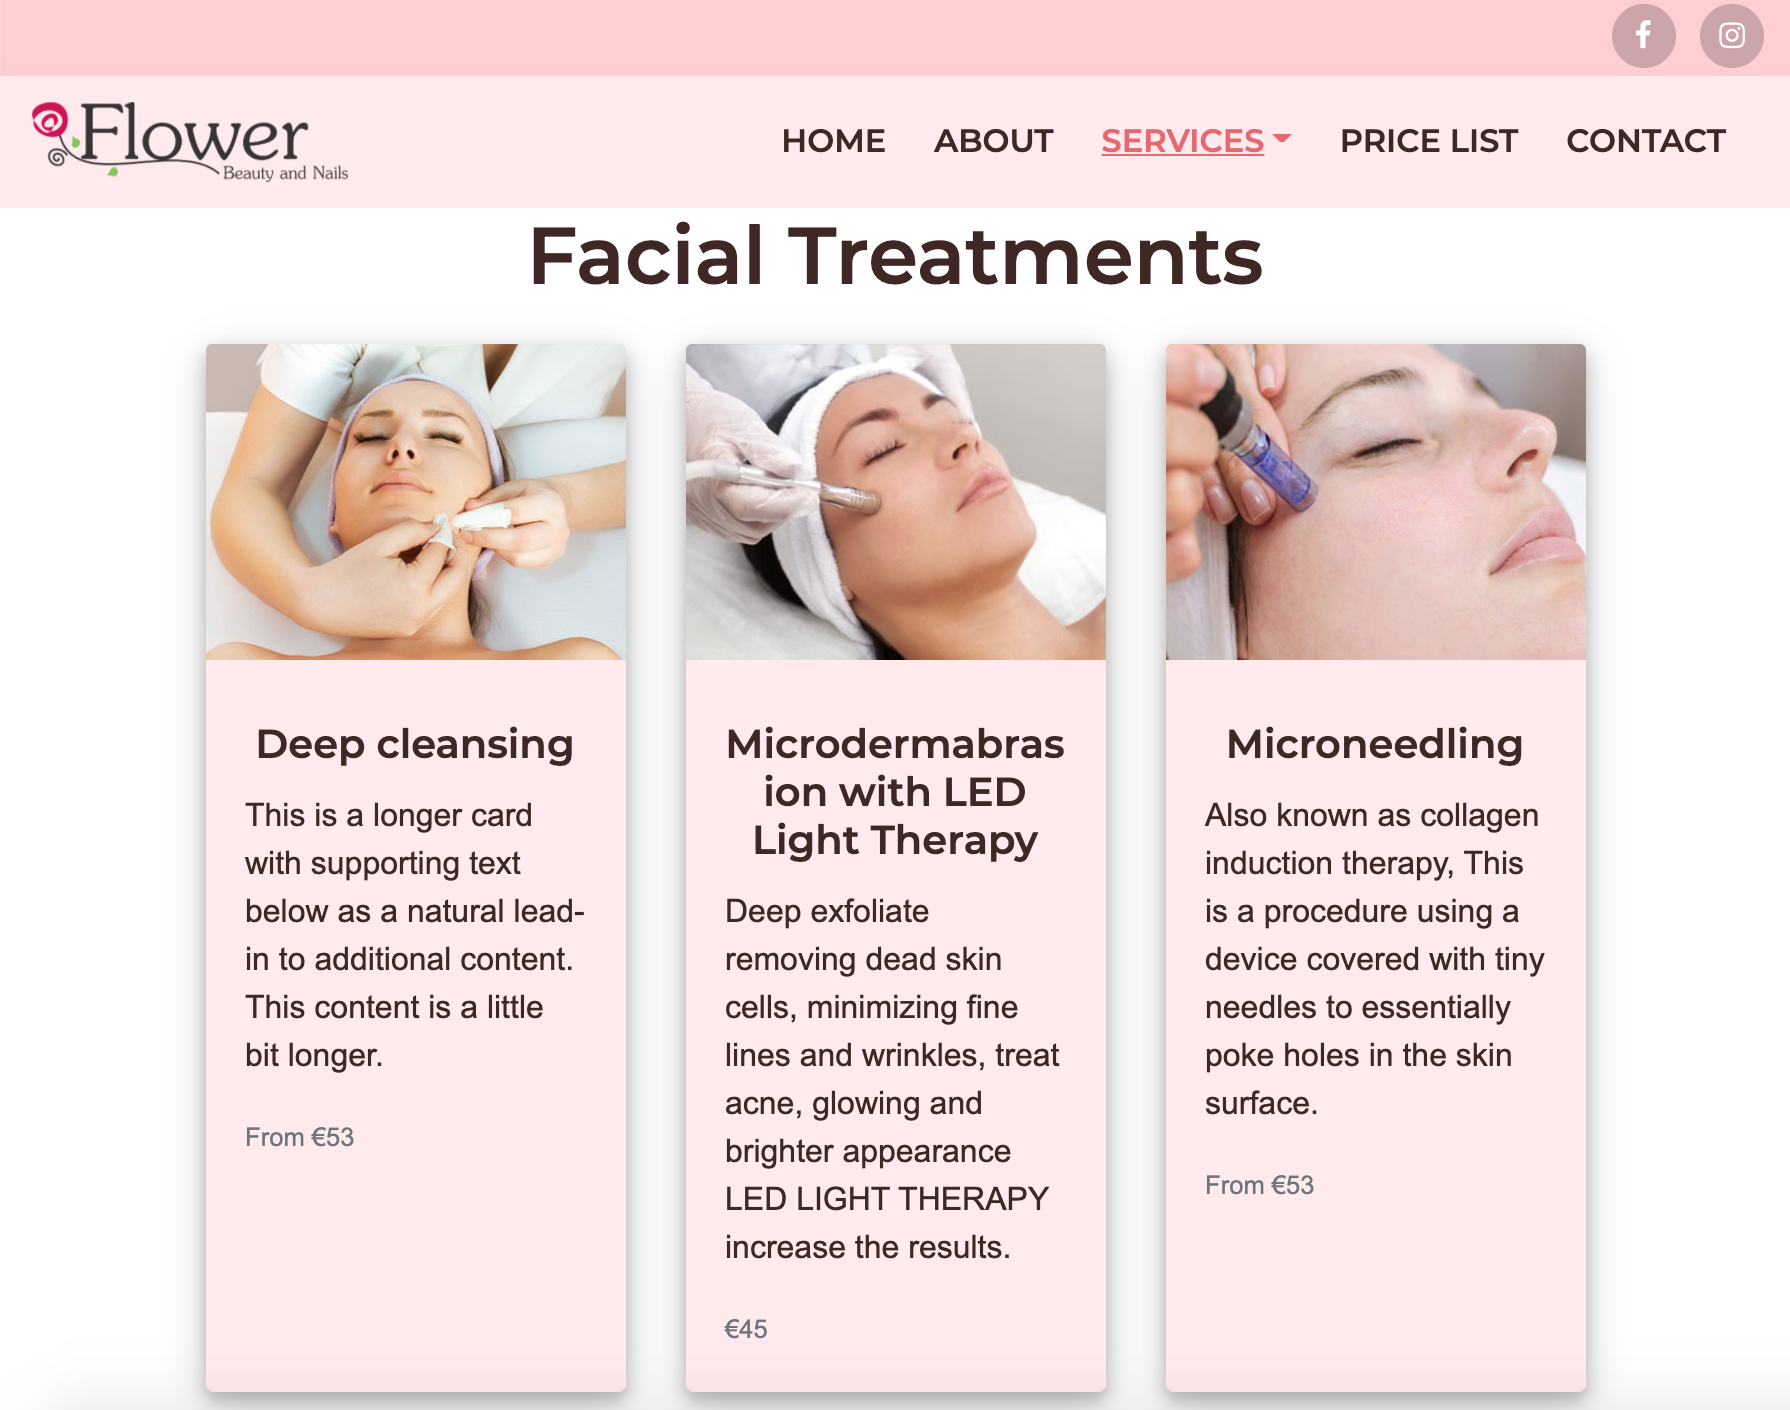 Flower
Beauty and Nails
HOME ABOUT SERVICES PRICE LIST CONTACT
Facial Treatments
Deep cleansing
This is a longer card
with supporting text
below as a natural lead-
in to additional content.
This content is a little
bit longer.
From €53
Microdermabras
ion with LED
Light Therapy
Deep exfoliate
removing dead skin
cells, minimizing fine
lines and wrinkles, treat
acne, glowing and
brighter appearance
LED LIGHT THERAPY
increase the results.
€45
Microneedling
Also known as collagen
induction therapy, This
is a procedure using a
device covered with tiny
needles to essentially
poke holes in the skin
surface.
From €53